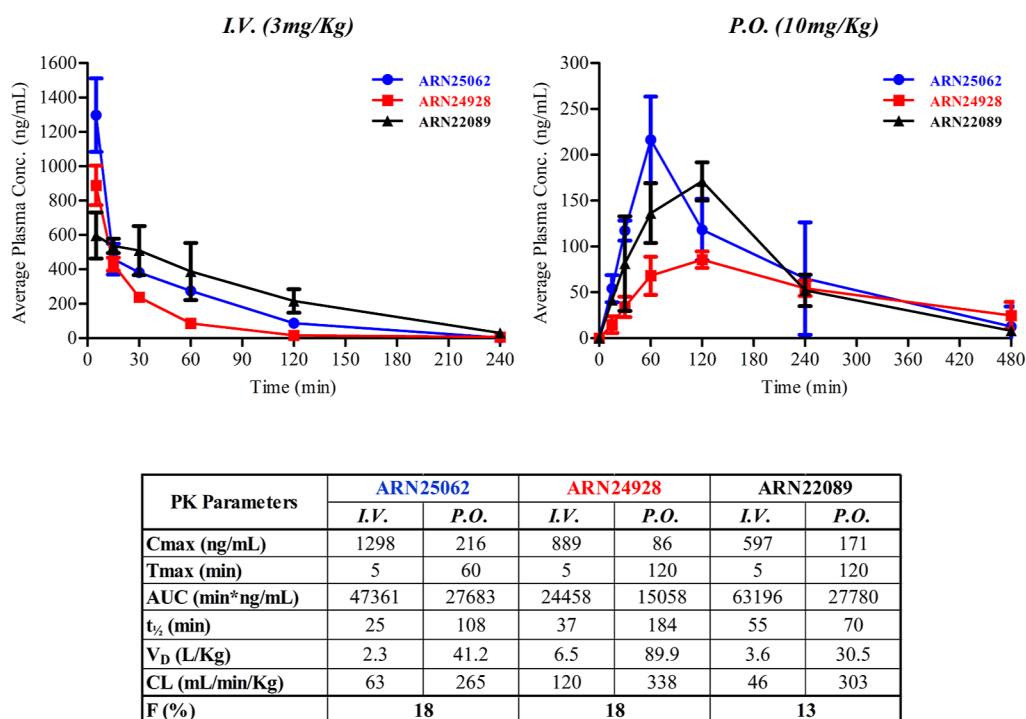 I.V. (3mg/Kg)
P.O. (10mg/Kg)
Average Plasma Conc. (ng/mL)
1600
1400
1200
1000
800
600
400
200
0
0 30 60 90 120 150 180 210 240
Time (min)
ARN25062
ARN24928
ARN22089
Average Plasma Conc. (ng/mL)
300
250
200
150
100
50
0
0 60 120 180 240 300 360 420 480
Time (min)
ARN25062
ARN24928
ARN22089
PK Parameters ARN25062 ARN24928 ARN22089
I.V. P.O. I.V. P.O. I.V. P.O.
Cmax (ng/mL) 1298 216 889 86 597 171
Tmax (min) 5 60 5 120 5 120
AUC (min*ng/mL) 47361 27683 24458 15058 63196 27780
t½ (min) 25 108 37 184 55 70
VD (L/Kg) 2.3 41.2 6.5 89.9 3.6 30.5
CL (mL/min/Kg) 63 265 120 338 46 303
F (%) 18 18 13